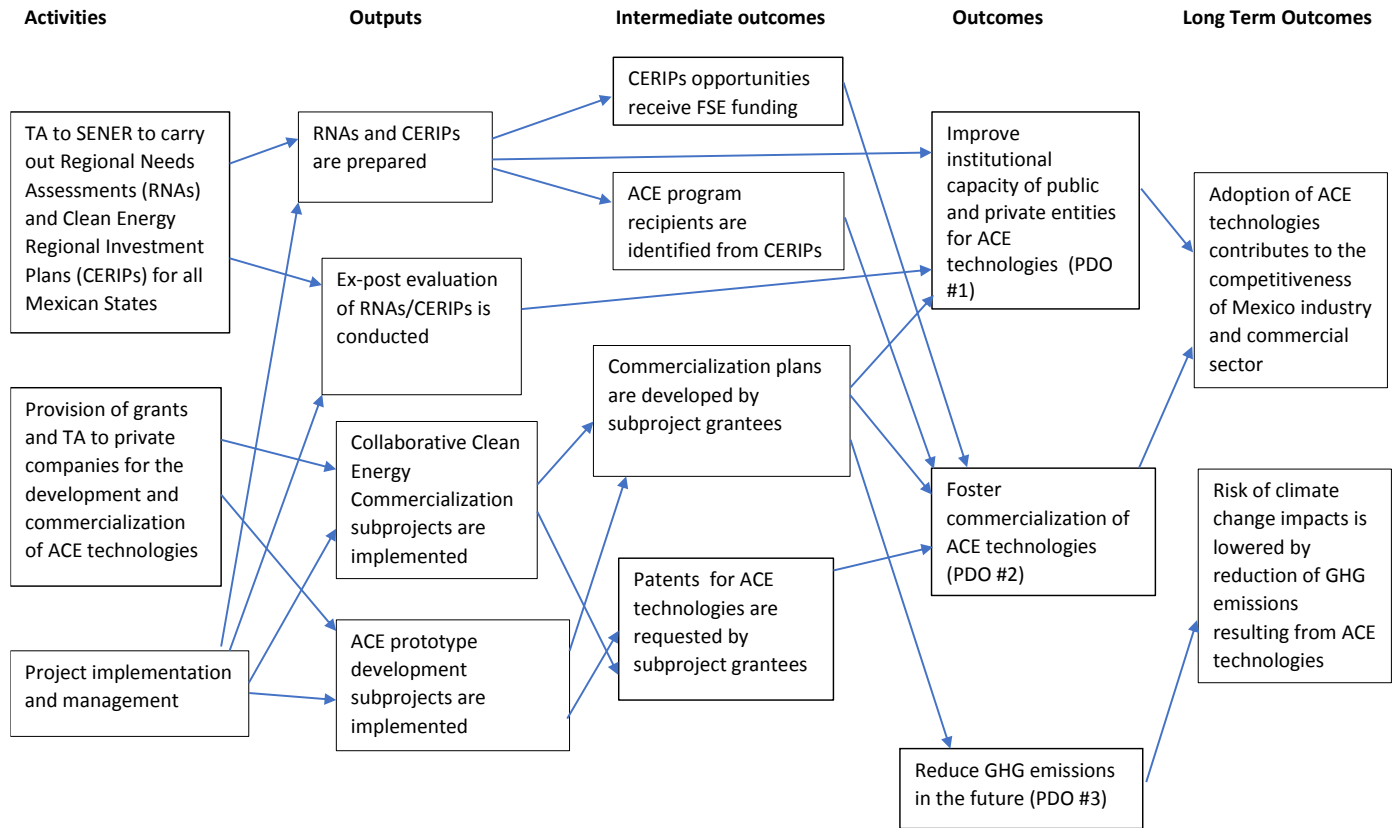 Activities
Outputs
Intermediate outcomes
Outcomes
Long Term Outcomes
TA to SENER to carry
out Regional Needs
Assessments (RNAs)
and Clean Energy
Regional Investment
Plans (CERIPs) for all
Mexican States
Provision of grants
and TA to private
companies for the
development and
commercialization
of ACE technologies
Project implementation
and management
RNAs and CERIPs
are prepared
Ex-post evaluation
of RNAs/CERIPs is
conducted
Collaborative Clean
Energy
Commercialization
subprojects are
implemented
ACE prototype
development
subprojects are
implemented
CERIPs opportunities
receive FSE funding
ACE program
recipients are
identified from CERIPs
Commercialization plans
are developed by
subproject grantees
Patents for ACE
technologies are
requested by
subproject grantees
Improve
institutional
capacity of public
and private entities
for ACE
technologies (PDO
#1)
Foster
commercialization of
ACE technologies
(PDO #2)
Reduce GHG emissions
in the future (PDO #3)
Adoption of ACE
technologies
contributes to the
competitiveness
of Mexico industry
and commercial
sector
Risk of climate
change impacts is
lowered by
reduction of GHG
emissions
resulting from ACE
technologies